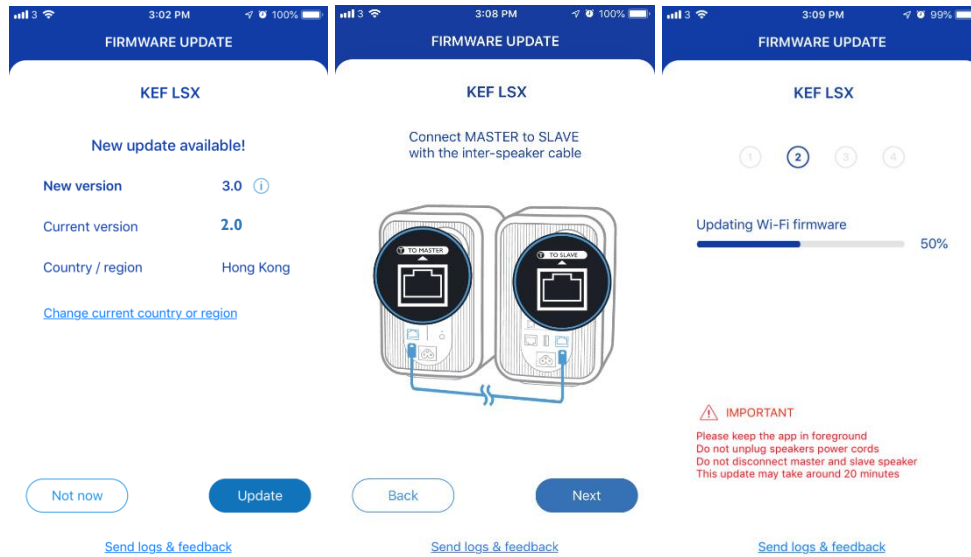 3 3:02 PM 100%
FIRMWARE UPDATE
KEF LSX
New update available!
New version 3.0 i
Current version 2.0
Country / region Hong Kong
Change current country or region
Not now Update
Send logs & feedback
3 3:08 PM 100%
FIRMWARE UPDATE
KEF LSX
Connect MASTER to SLAVE
with the inter-speaker cable
TO MASTER
TO SLAVE
Back Next
Send logs & feedback
3 3:09 PM 99%
FIRMWARE UPDATE
KEF LSX
1 2 3 4
Updating Wi-Fi firmware
50%
IMPORTANT
Please keep the app in foreground
Do not unplug speakers power cords
Do not disconnect master and slave speaker
This update may take around 20 minutes
Send logs & feedback